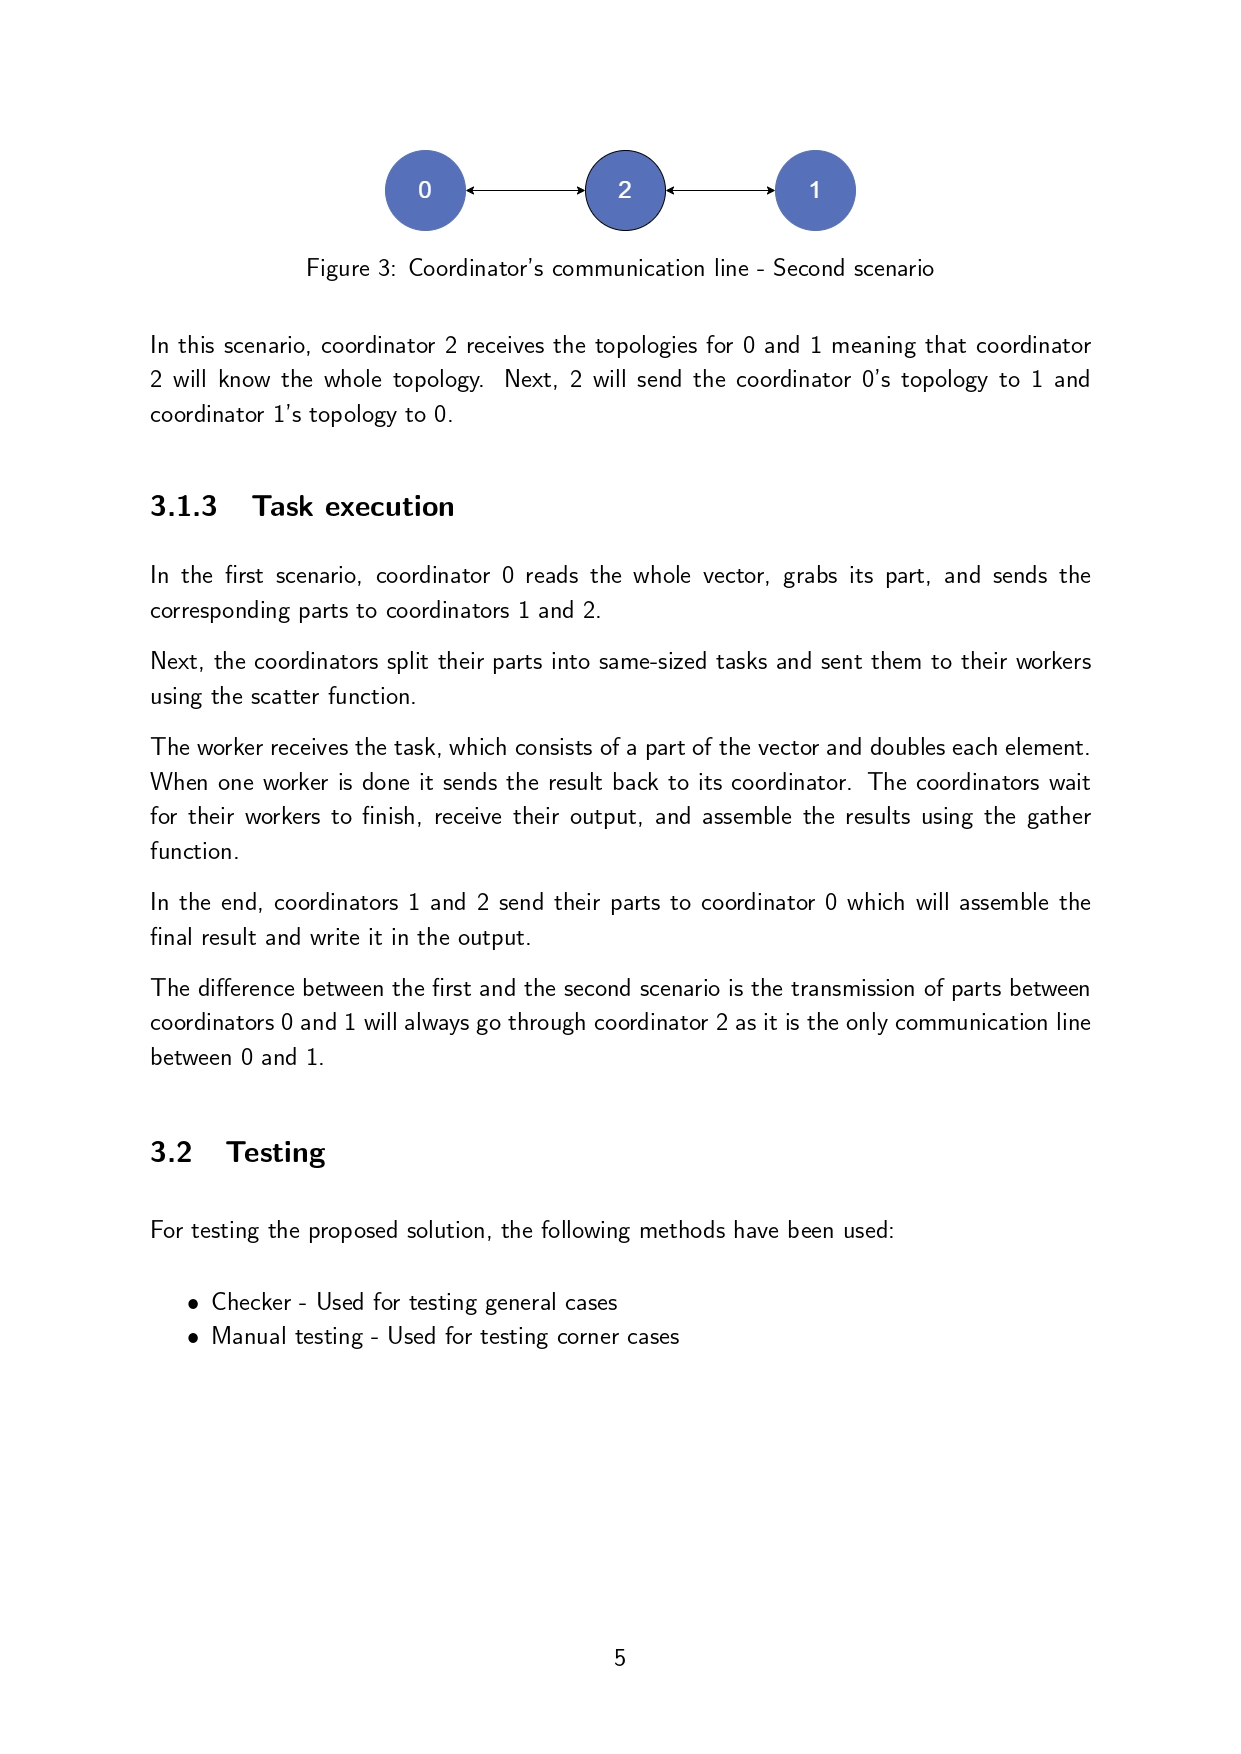 0 2 1
Figure 3: Coordinator's communication line - Second scenario
In this scenario, coordinator 2 receives the topologies for 0 and 1 meaning that coordinator
2 will know the whole topology. Next, 2 will send the coordinator 0's topology to 1 and
coordinator 1's topology to 0.
3.1.3 Task execution
In the first scenario, coordinator 0 reads the whole vector, grabs its part, and sends the
corresponding parts to coordinators 1 and 2.
Next, the coordinators split their parts into same-sized tasks and sent them to their workers
using the scatter function.
The worker receives the task, which consists of a part of the vector and doubles each element.
When one worker is done it sends the result back to its coordinator. The coordinators wait
for their workers to finish, receive their output, and assemble the results using the gather
function.
In the end, coordinators 1 and 2 send their parts to coordinator 0 which will assemble the
final result and write it in the output.
The difference between the first and the second scenario is the transmission of parts between
coordinators 0 and 1 will always go through coordinator 2 as it is the only communication line
between 0 and 1.
3.2 Testing
For testing the proposed solution, the following methods have been used:
• Checker - Used for testing general cases
• Manual testing - Used for testing corner cases
5